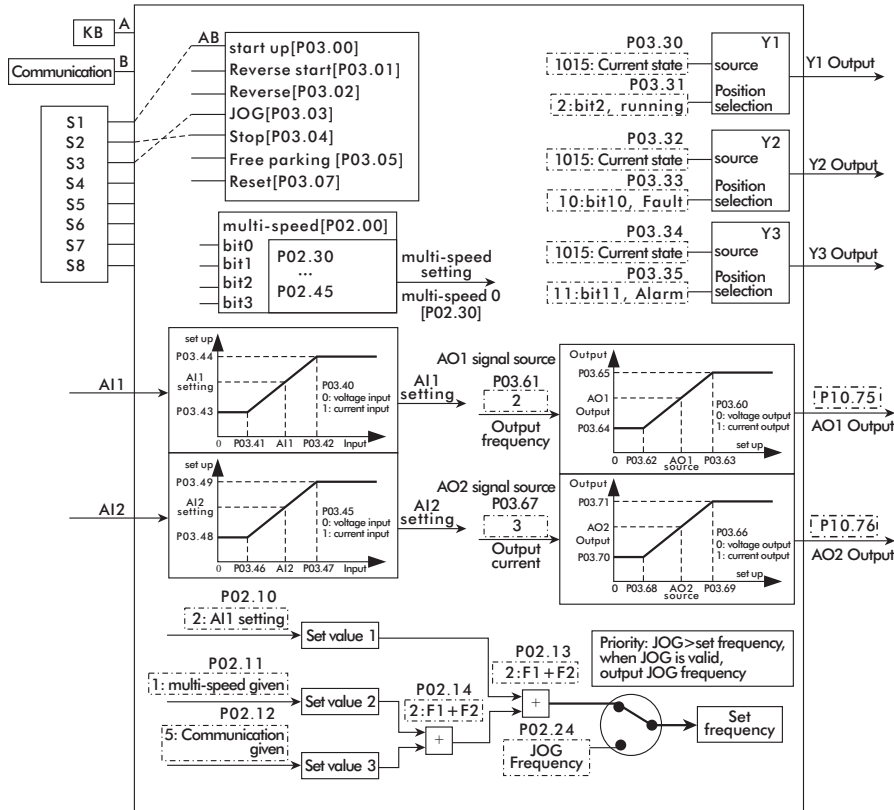 KB
A
Communication
B
S1
S2
S3
S4
S5
S6
S7
S8
AB
start up[P03.00]
Reverse start[P03.01]
Reverse[P03.02]
JOG[P03.03]
Stop[P03.04]
Free parking [P03.05]
Reset[P03.07]
multi-speed[P02.00]
bit0
bit1
bit2
bit3
P02.30
...
P02.45
multi-speed
setting
multi-speed 0
[P02.30]
P03.30
1015: Current state
P03.31
2:bit2, running
Y1
source
Position
selection
Y1 Output
P03.32
1015: Current state
P03.33
10:bit10, Fault
Y2
source
Position
selection
Y2 Output
P03.34
1015: Current state
P03.35
11:bit11, Alarm
Y3
source
Position
selection
Y3 Output
AI1
set up
P03.44
AI1
setting
P03.43
P03.40
0: voltage input
1: current input
0
P03.41
AI1
P03.42
Input
AI1
setting
AO1 signal source
P03.61
2
Output
frequency
Output
P03.65
AO1
Output
P03.64
P03.60
0: voltage output
1: current output
set up
0
P03.62
AO1
source
P03.63
P10.75
AO1 Output
AI2
set up
P03.49
AI2
setting
P03.48
P03.45
0: voltage input
1: current input
0
P03.46
AI2
P03.47
Input
AI2
setting
AO2 signal source
P03.67
3
Output
current
Output
P03.71
AO2
Output
P03.70
P03.66
0: voltage output
1: current output
set up
0
P03.68
AO2
source
P03.69
P10.76
AO2 Output
P02.10
2: AI1 setting
Set value 1
P02.11
1: multi-speed given
Set value 2
P02.12
5: Communication
given
Set value 3
P02.14
2:F1+F2
+
P02.13
2:F1+F2
+
Priority: JOG>set frequency,
when JOG is valid,
output JOG frequency
P02.24
JOG
Frequency
Set
frequency